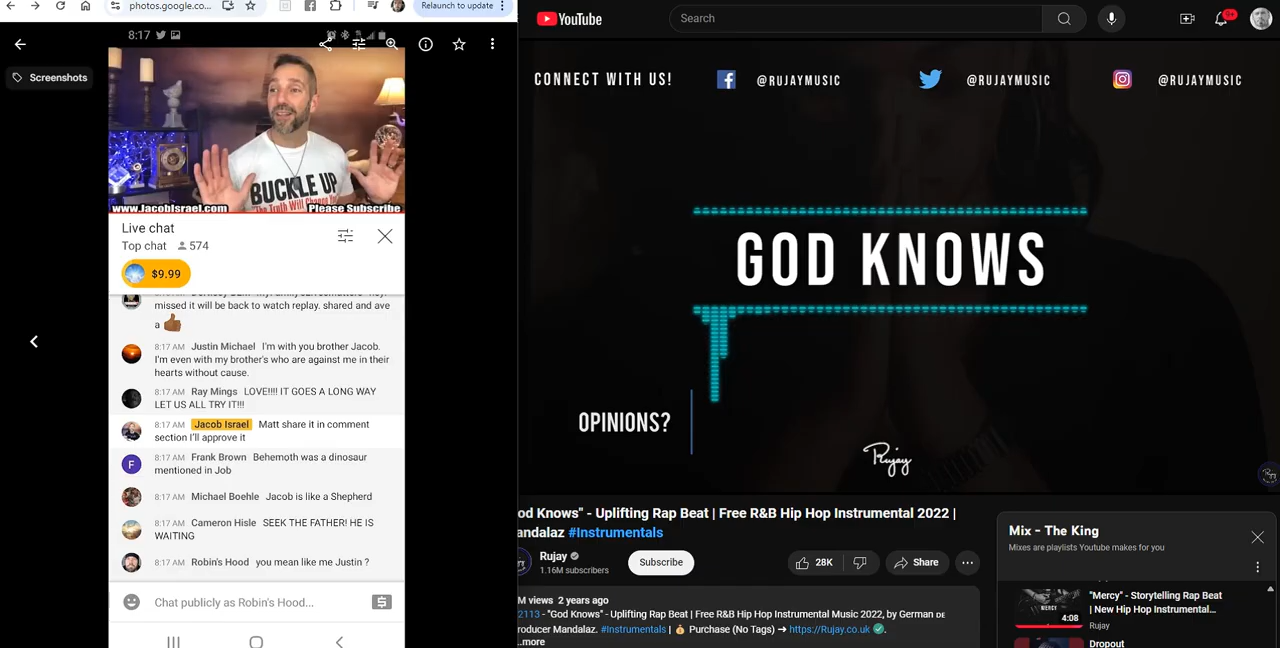 photos.google.co...
Relaunch to update
8:17
Screenshots
BUCKLE UP
The Truth Will
www.JacobIsrael.com
Please Subscribe
Live chat
Top chat 574
$9.99
missed it will be back to watch replay. shared and ave
a
8:17 AM Justin Michael I'm with you brother Jacob.
I'm even with my brother's who are against me in their
hearts without cause.
8:17 AM Ray Mings LOVE!!!! IT GOES A LONG WAY
LET US ALL TRY IT!!!
8:17 AM Jacob Israel Matt share it in comment
section I'll approve it
F
8:17 AM Frank Brown Behemoth was a dinosaur
mentioned in Job
8:17 AM Michael Boehle Jacob is like a Shepherd
8:17 AM Cameron Hisle SEEK THE FATHER! HE IS
WAITING
8:17 AM Robin's Hood you mean like me Justin ?
Chat publicly as Robin's Hood...
YouTube
Search
9+
CONNECT WITH US!
@RUJAYMUSIC
@RUJAYMUSIC
@RUJAYMUSIC
GOD KNOWS
OPINIONS?
Rujay
od Knows" - Uplifting Rap Beat | Free R&B Hip Hop Instrumental 2022 |
andalaz #Instrumentals
Rujay
1.16M subscribers
Subscribe
28K
Share
M views 2 years ago
2113 - "God Knows" - Uplifting Rap Beat | Free R&B Hip Hop Instrumental Music 2022, by German DE
roducer Mandalaz. #Instrumentals | 💰 Purchase (No Tags) ➔ https://Rujay.co.uk ✅.
...more
Mix - The King
Mixes are playlists Youtube makes for you
MERCY
4:08
"Mercy" - Storytelling Rap Beat
| New Hip Hop Instrumental...
Rujay
Dropout